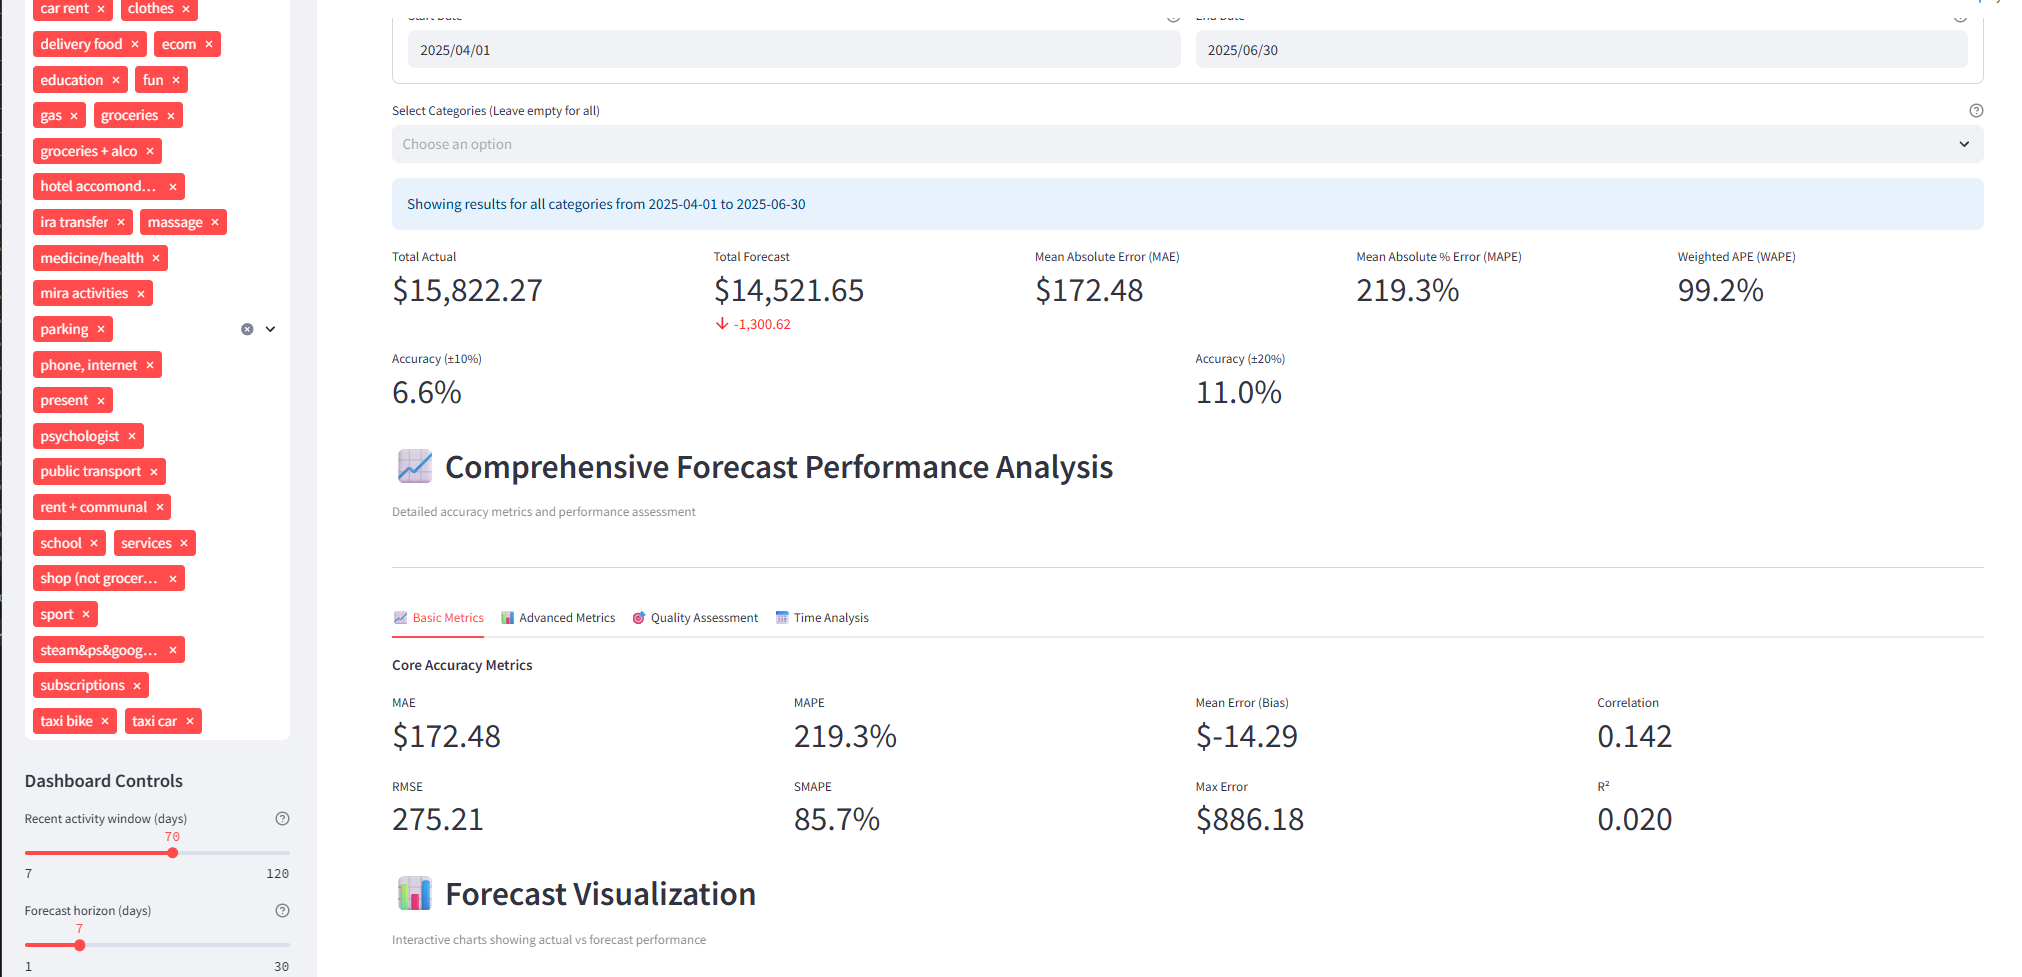 car rent × clothes ×
delivery food × ecom ×
education × fun ×
gas × groceries ×
groceries + alco ×
hotel accomond... ×
ira transfer × massage ×
medicine/health ×
mira activities ×
parking ×
phone, internet ×
present ×
psychologist ×
public transport ×
rent + communal ×
school × services ×
shop (not grocer... ×
sport ×
steam&ps&goog... ×
subscriptions ×
taxi bike × taxi car ×
Dashboard Controls
Recent activity window (days)
70
7 120
Forecast horizon (days)
7
1 30
Start Date End Date
2025/04/01 2025/06/30
Select Categories (Leave empty for all)
Choose an option
Showing results for all categories from 2025-04-01 to 2025-06-30
Total Actual Total Forecast Mean Absolute Error (MAE) Mean Absolute % Error (MAPE) Weighted APE (WAPE)
$15,822.27 $14,521.65 $172.48 219.3% 99.2%
↓ -1,300.62
Accuracy (±10%) Accuracy (±20%)
6.6% 11.0%
Comprehensive Forecast Performance Analysis
Detailed accuracy metrics and performance assessment
Basic Metrics Advanced Metrics Quality Assessment Time Analysis
Core Accuracy Metrics
MAE MAPE Mean Error (Bias) Correlation
$172.48 219.3% $-14.29 0.142
RMSE SMAPE Max Error R²
275.21 85.7% $886.18 0.020
Forecast Visualization
Interactive charts showing actual vs forecast performance